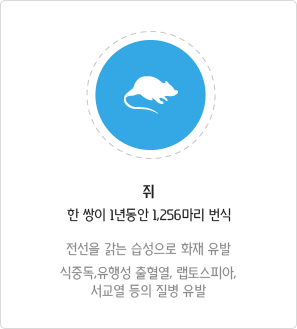 쥐
한 쌍이 1년동안 1,256마리 번식
전선을 갉는 습성으로 화재 유발
식중독,유행성 출혈열, 랩토스피아,
서교열 등의 질병 유발